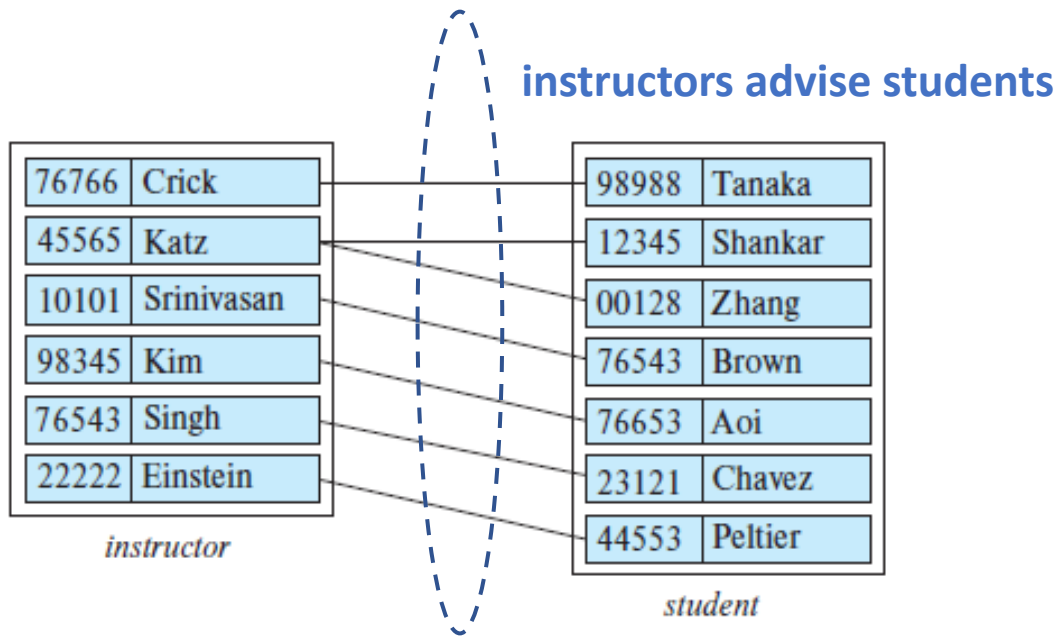 instructors advise students
76766 Crick
45565 Katz
10101 Srinivasan
98345 Kim
76543 Singh
22222 Einstein
instructor
98988 Tanaka
12345 Shankar
00128 Zhang
76543 Brown
76653 Aoi
23121 Chavez
44553 Peltier
student